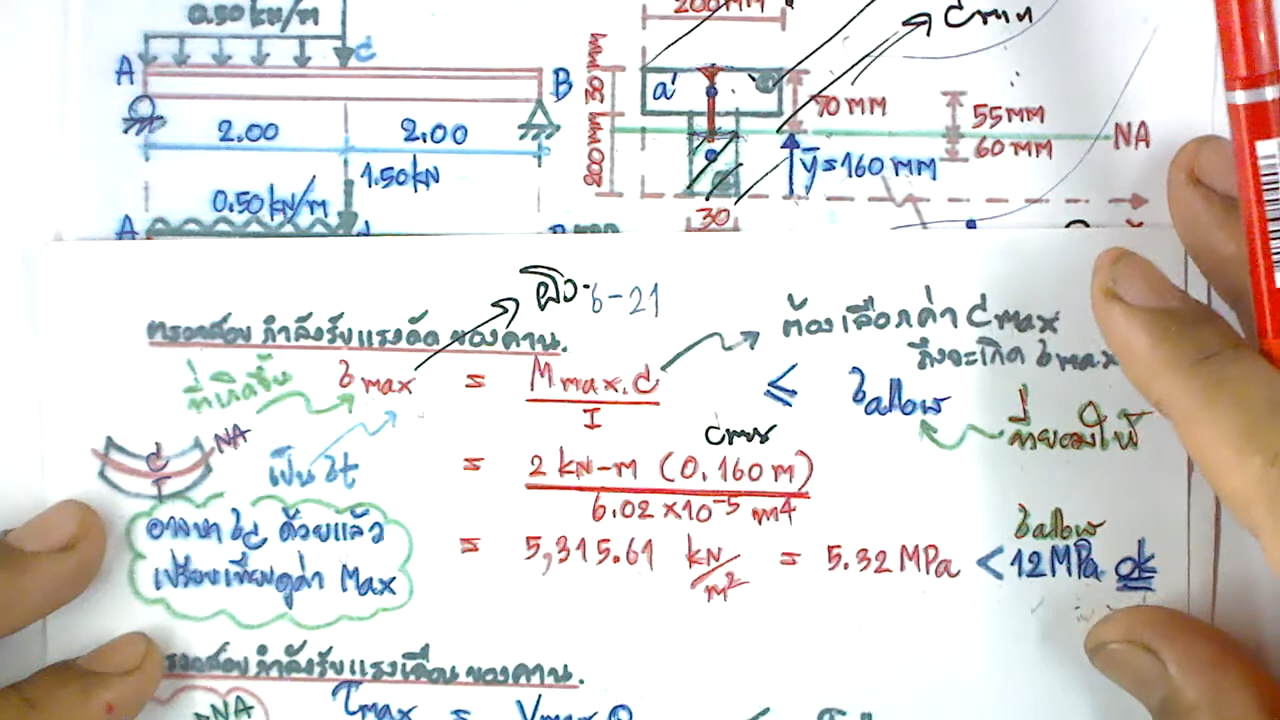 0.50 kN/m
C
A
B
2.00 2.00
1.50 kN
0.50 kN/m
A
200 MM
Cmax
a'
200 MM
70 MM
55 MM
60 MM
NA
ȳ = 160 MM
30
ผิว 6-21
ตรวจสอบกำลังรับแรงดัดของคาน.
ต้องเลือกค่า Cmax
ถึงจะเกิด σmax
ที่เกิดขึ้น σmax = Mmax.C / I ≤ σallow
ที่ยอมให้
NA
C
T
เป็น σt
Cmax
= 2 kN-m (0.160 m) / 6.02 × 10⁻⁵ m⁴
อาจหา σc ด้วยแล้ว
เปรียบเทียบดูค่า Max
σallow
= 5,315.61 kN/m² = 5.32 MPa < 12 MPa ok
ตรวจสอบกำลังรับแรงเฉือนของคาน.
NA
τmax =